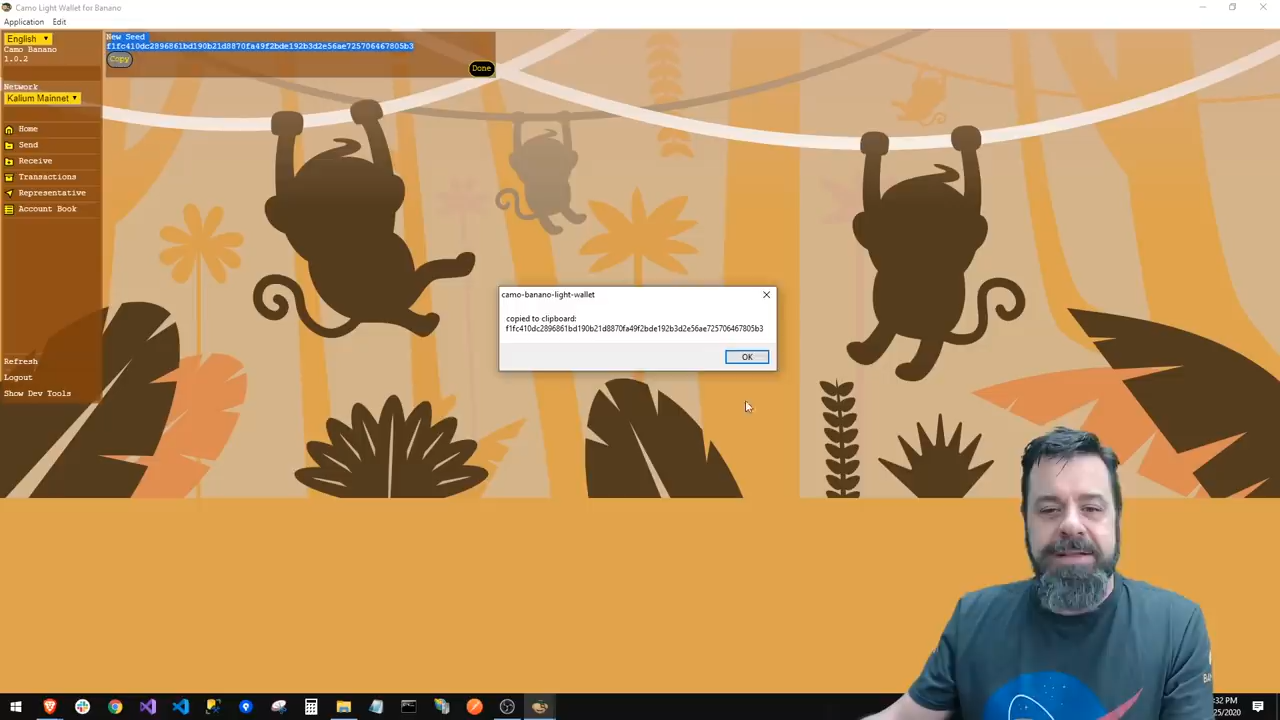 Camo Light Wallet for Banano
Application Edit
English
Camo Banano
1.0.2
Network
Kalium Mainnet
Home
Send
Receive
Transactions
Representative
Account Book
Refresh
Logout
Show Dev Tools
New Seed
f1fc410dc2896861bd190b21d8870fa49f2bde192b3d2e56ae725706467805b3
Copy
Done
camo-banano-light-wallet
copied to clipboard:
f1fc410dc2896861bd190b21d8870fa49f2bde192b3d2e56ae725706467805b3
OK